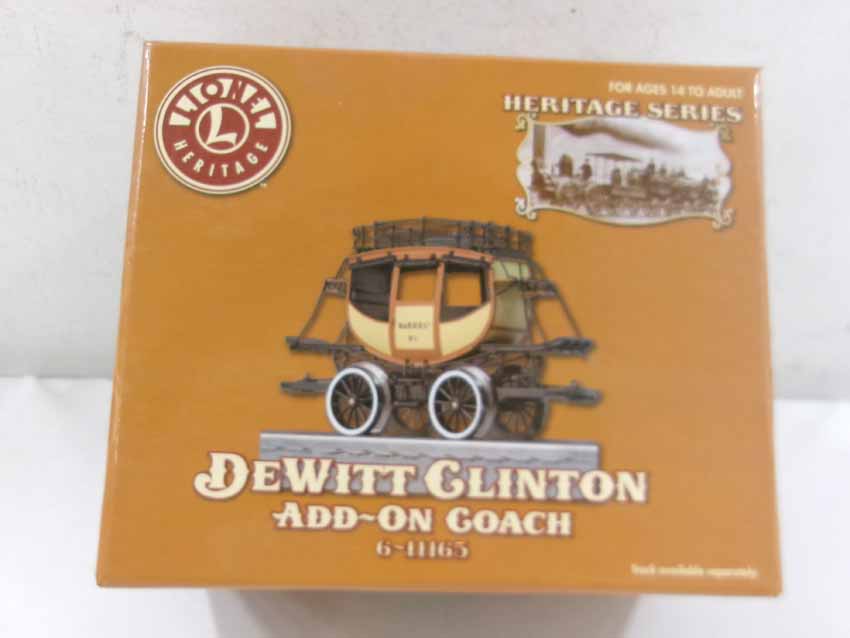 LIONEL
HERITAGE
FOR AGES 14 TO ADULT
HERITAGE SERIES
DEWITT CLINTON
ADD~ON COACH
6~11165
Track available separately.